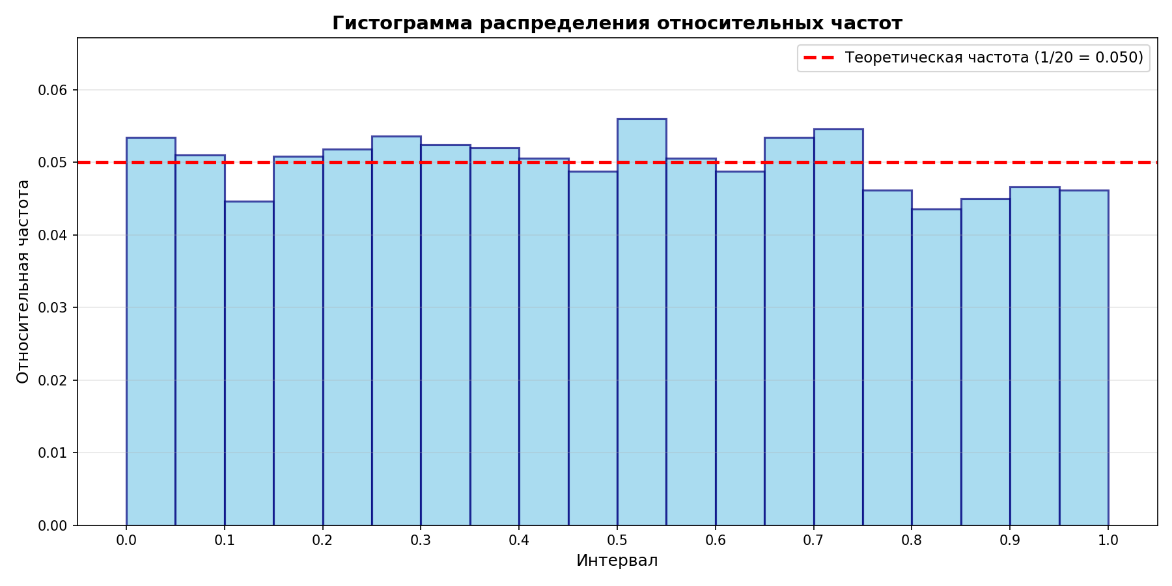 Гистограмма распределения относительных частот
Теоретическая частота (1/20 = 0.050)
Относительная частота
0.06
0.05
0.04
0.03
0.02
0.01
0.00
0.0 0.1 0.2 0.3 0.4 0.5 0.6 0.7 0.8 0.9 1.0
Интервал